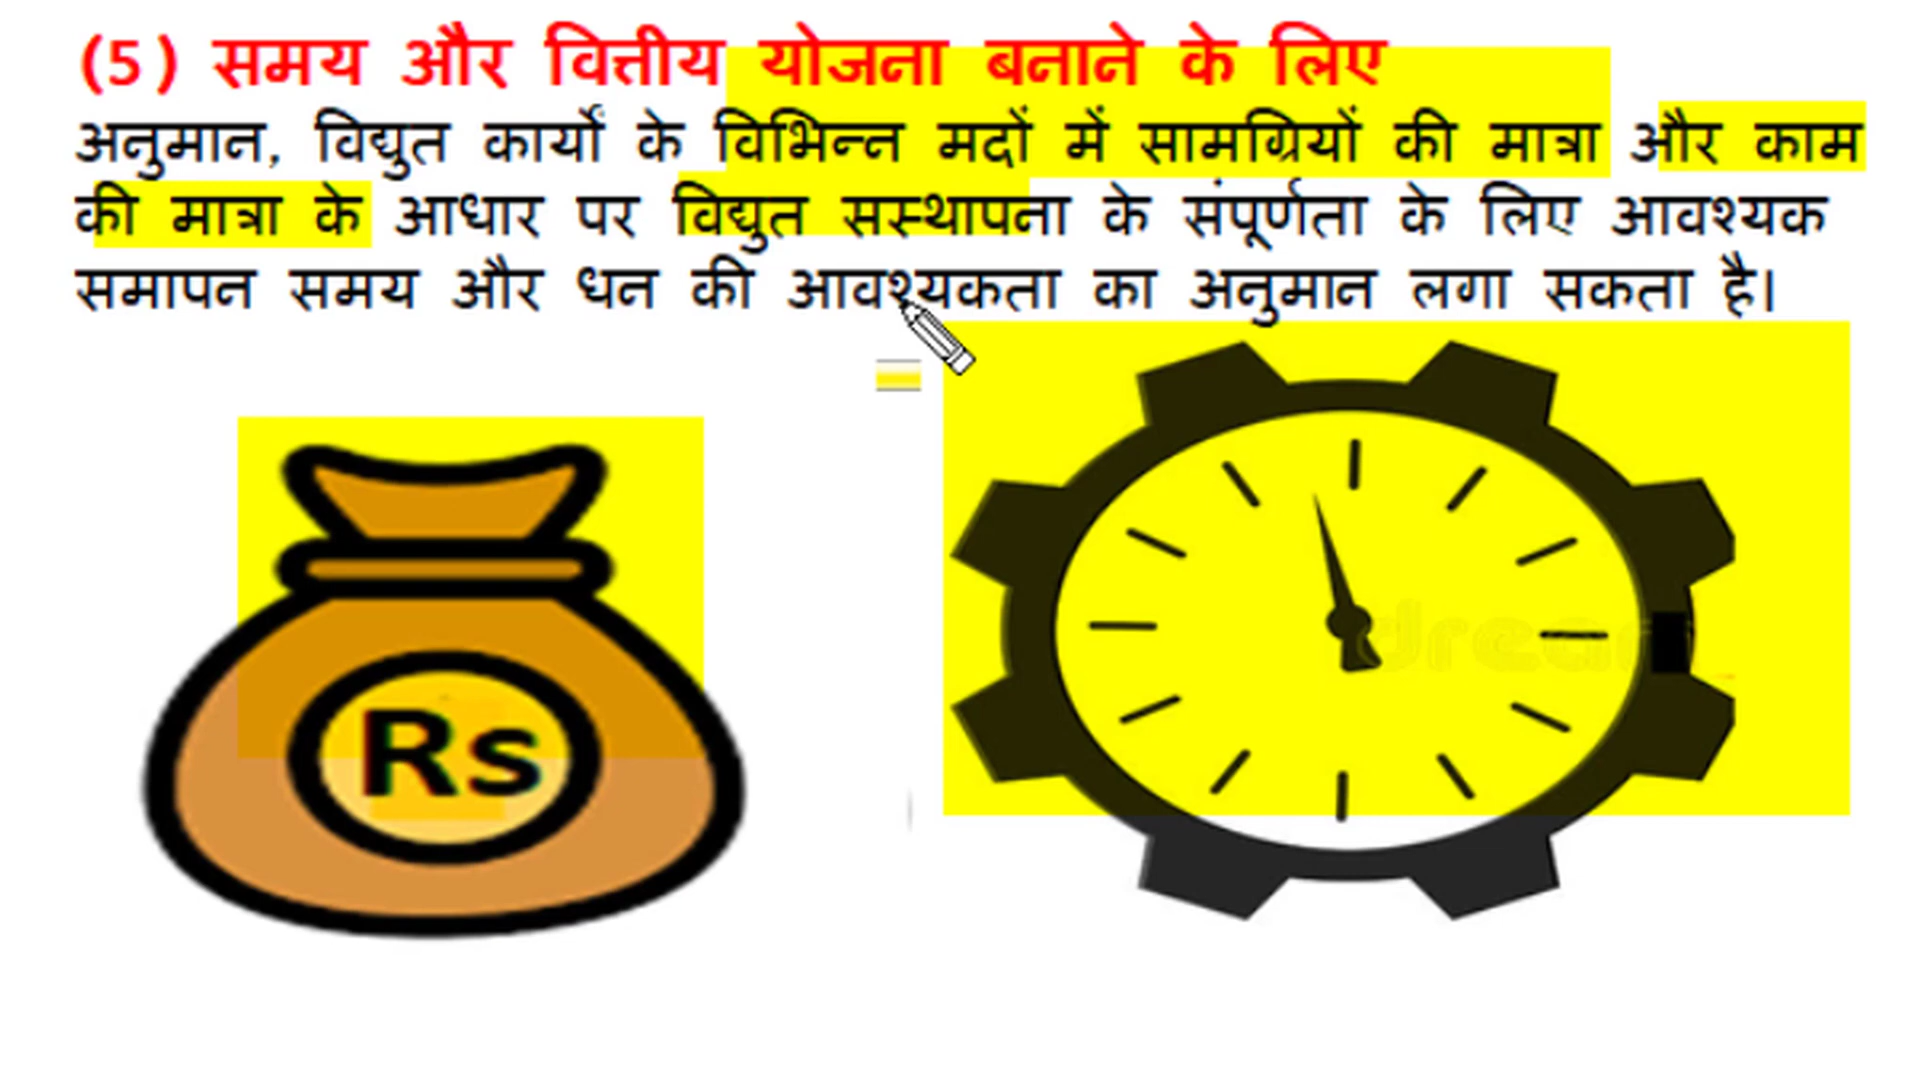 (5) समय और वित्तीय योजना बनाने के लिए
अनुमान, विद्युत कार्यों के विभिन्न मदों में सामग्रियों की मात्रा और काम
की मात्रा के आधार पर विद्युत सस्थापना के संपूर्णता के लिए आवश्यक
समापन समय और धन की आवश्यकता का अनुमान लगा सकता है।
Rs